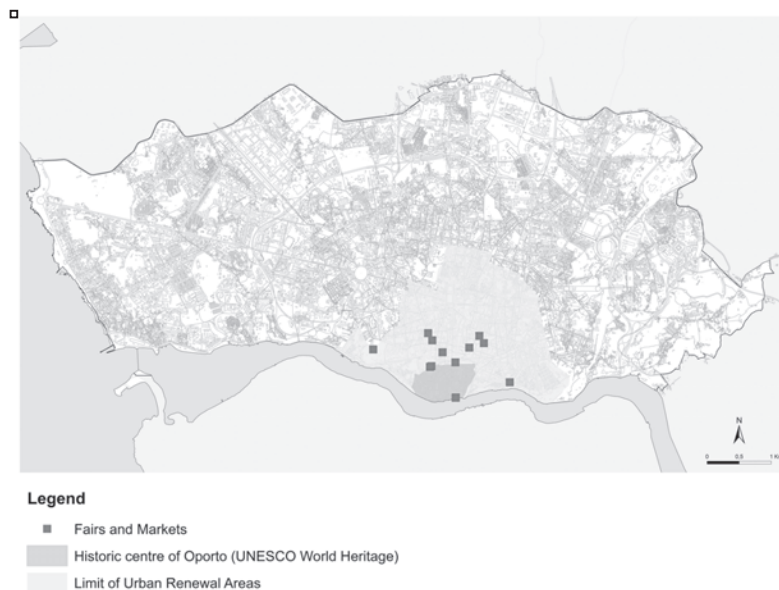 N
0 0,5 1 K
Legend
Fairs and Markets
Historic centre of Oporto (UNESCO World Heritage)
Limit of Urban Renewal Areas